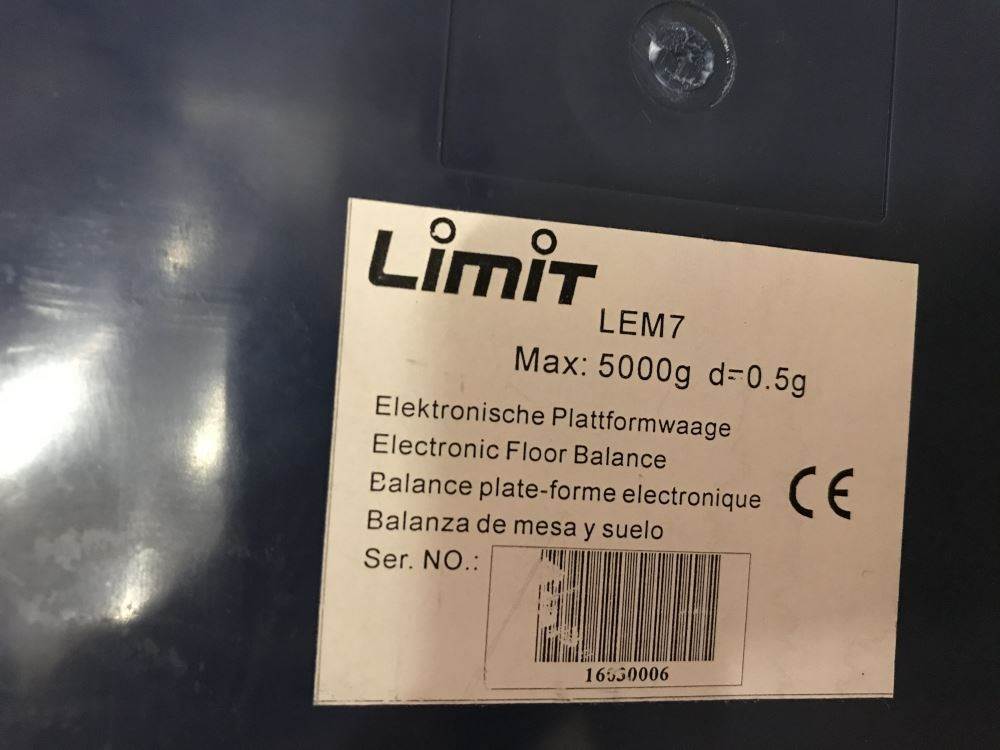 LimiT
LEM7
Max: 5000g d=0.5g
Elektronische Plattformwaage
Electronic Floor Balance
Balance plate-forme electronique
Balanza de mesa y suelo
CE
Ser. NO.: